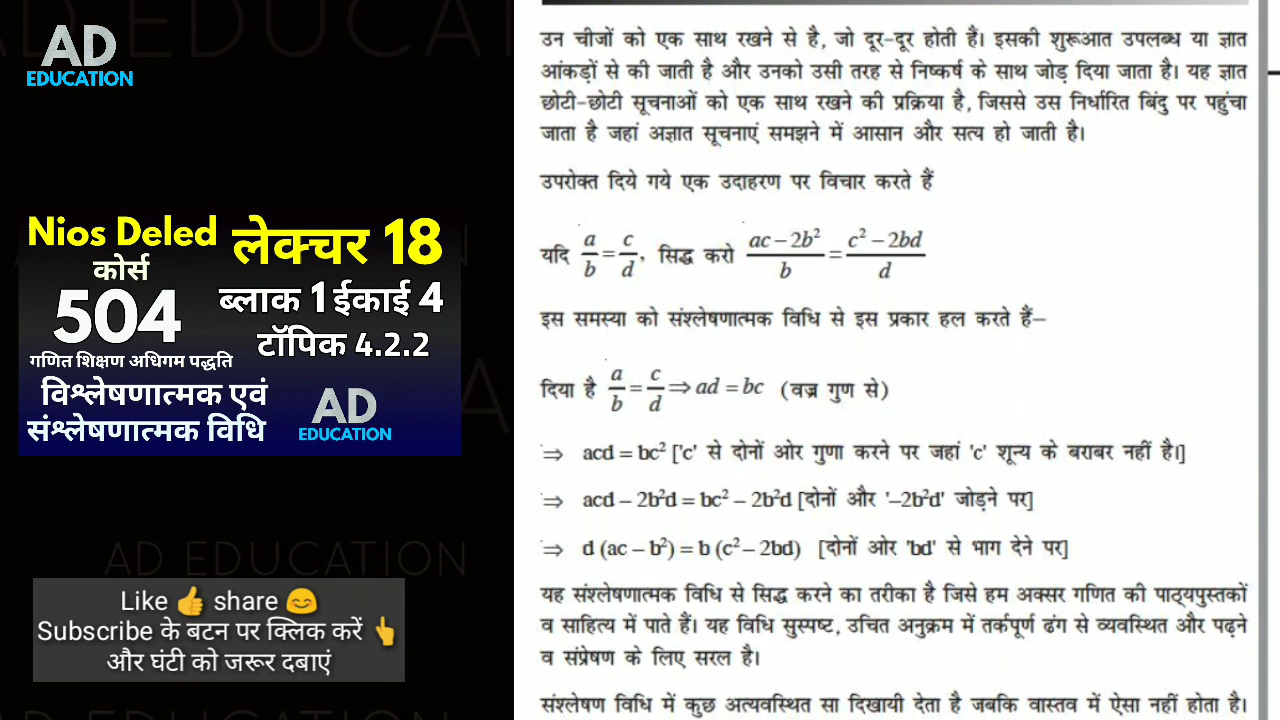 AD
EDUCATION
Nios Deled
कोर्स
504
गणित शिक्षण अधिगम पद्धति
लेक्चर 18
ब्लाक 1 ईकाई 4
टॉपिक 4.2.2
विश्लेषणात्मक एवं
संश्लेषणात्मक विधि
AD
EDUCATION
AD EDUCATION
Like 👍 share 😊
Subscribe के बटन पर क्लिक करें 👆
और घंटी को जरूर दबाएं
उन चीजों को एक साथ रखने से है, जो दूर-दूर होती हैं। इसकी शुरूआत उपलब्ध या ज्ञात
आंकड़ों से की जाती है और उनको उसी तरह से निष्कर्ष के साथ जोड़ दिया जाता है। यह ज्ञात
छोटी-छोटी सूचनाओं को एक साथ रखने की प्रक्रिया है, जिससे उस निर्धारित बिंदु पर पहुंचा
जाता है जहां अज्ञात सूचनाएं समझने में आसान और सत्य हो जाती है।
उपरोक्त दिये गये एक उदाहरण पर विचार करते हैं
यदि a/b = c/d, सिद्ध करो (ac – 2b²)/b = (c² – 2bd)/d
इस समस्या को संश्लेषणात्मक विधि से इस प्रकार हल करते हैं–
दिया है a/b = c/d ⇒ ad = bc (वज्र गुण से)
⇒ acd = bc² ['c' से दोनों ओर गुणा करने पर जहां 'c' शून्य के बराबर नहीं है।]
⇒ acd – 2b²d = bc² – 2b²d [दोनों और '–2b²d' जोड़ने पर]
⇒ d (ac – b²) = b (c² – 2bd) [दोनों ओर 'bd' से भाग देने पर]
यह संश्लेषणात्मक विधि से सिद्ध करने का तरीका है जिसे हम अक्सर गणित की पाठ्यपुस्तकों
व साहित्य में पाते हैं। यह विधि सुस्पष्ट, उचित अनुक्रम में तर्कपूर्ण ढंग से व्यवस्थित और पढ़ने
व संप्रेषण के लिए सरल है।
संश्लेषण विधि में कुछ अत्यवस्थित सा दिखायी देता है जबकि वास्तव में ऐसा नहीं होता है।